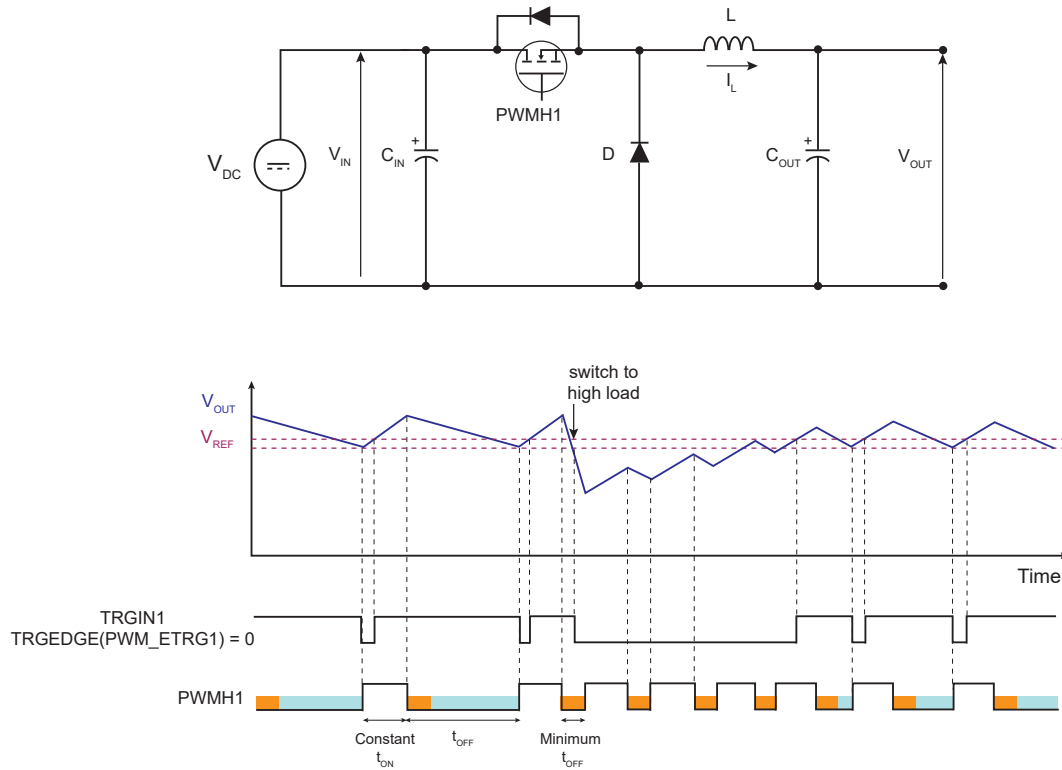 L
I_L
PWMH1
V_DC
V_IN
C_IN
+
D
C_OUT
+
V_OUT
switch to
high load
V_OUT
V_REF
Time
TRGIN1
TRGEDGE(PWM_ETRG1) = 0
PWMH1
Constant
t_ON
t_OFF
Minimum
t_OFF